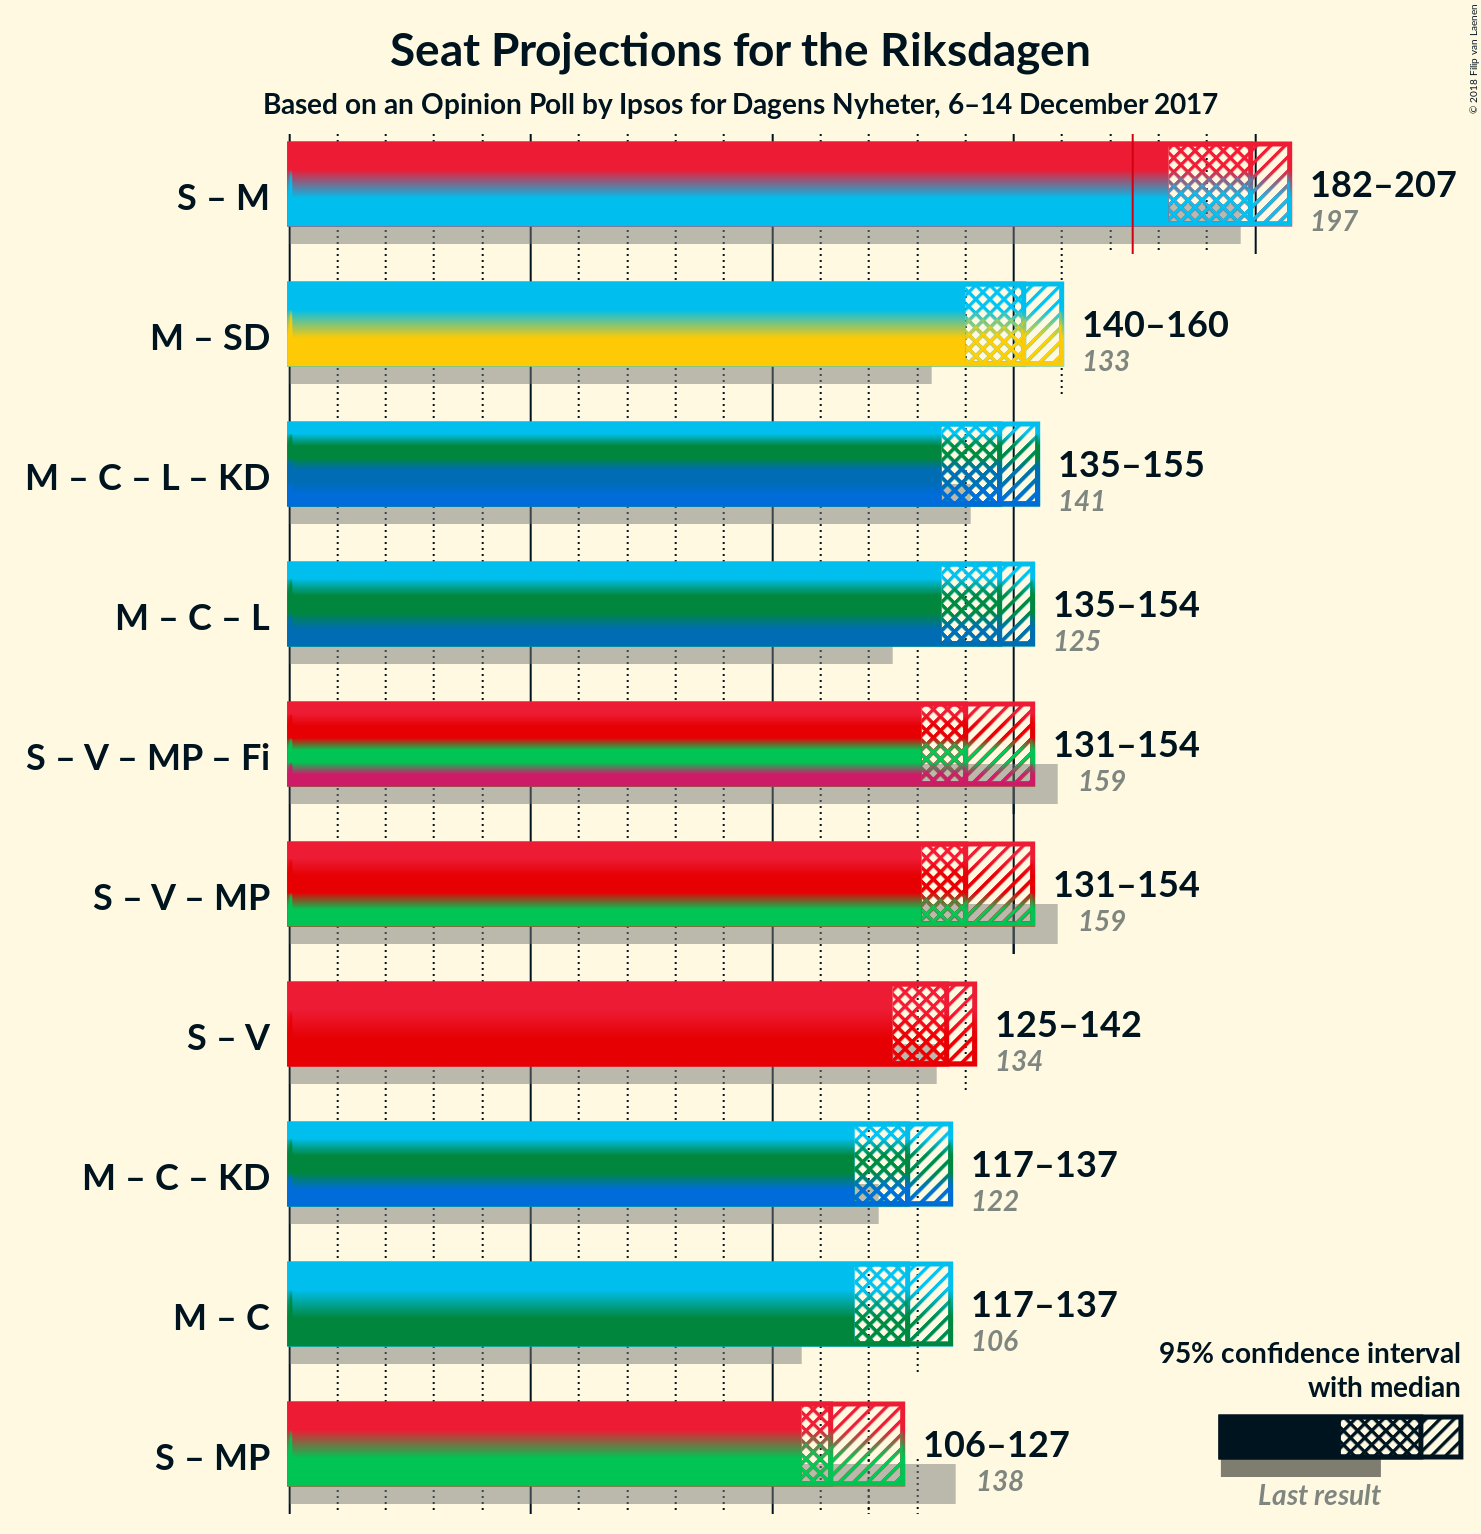 Seat Projections for the Riksdagen
Based on an Opinion Poll by Ipsos for Dagens Nyheter, 6–14 December 2017
© 2018 Filip van Laenen
S – M
182–207
197
M – SD
140–160
133
M – C – L – KD
135–155
141
M – C – L
135–154
125
S – V – MP – Fi
131–154
159
S – V – MP
131–154
159
S – V
125–142
134
M – C – KD
117–137
122
M – C
117–137
106
S – MP
106–127
138
95% confidence interval
with median
Last result